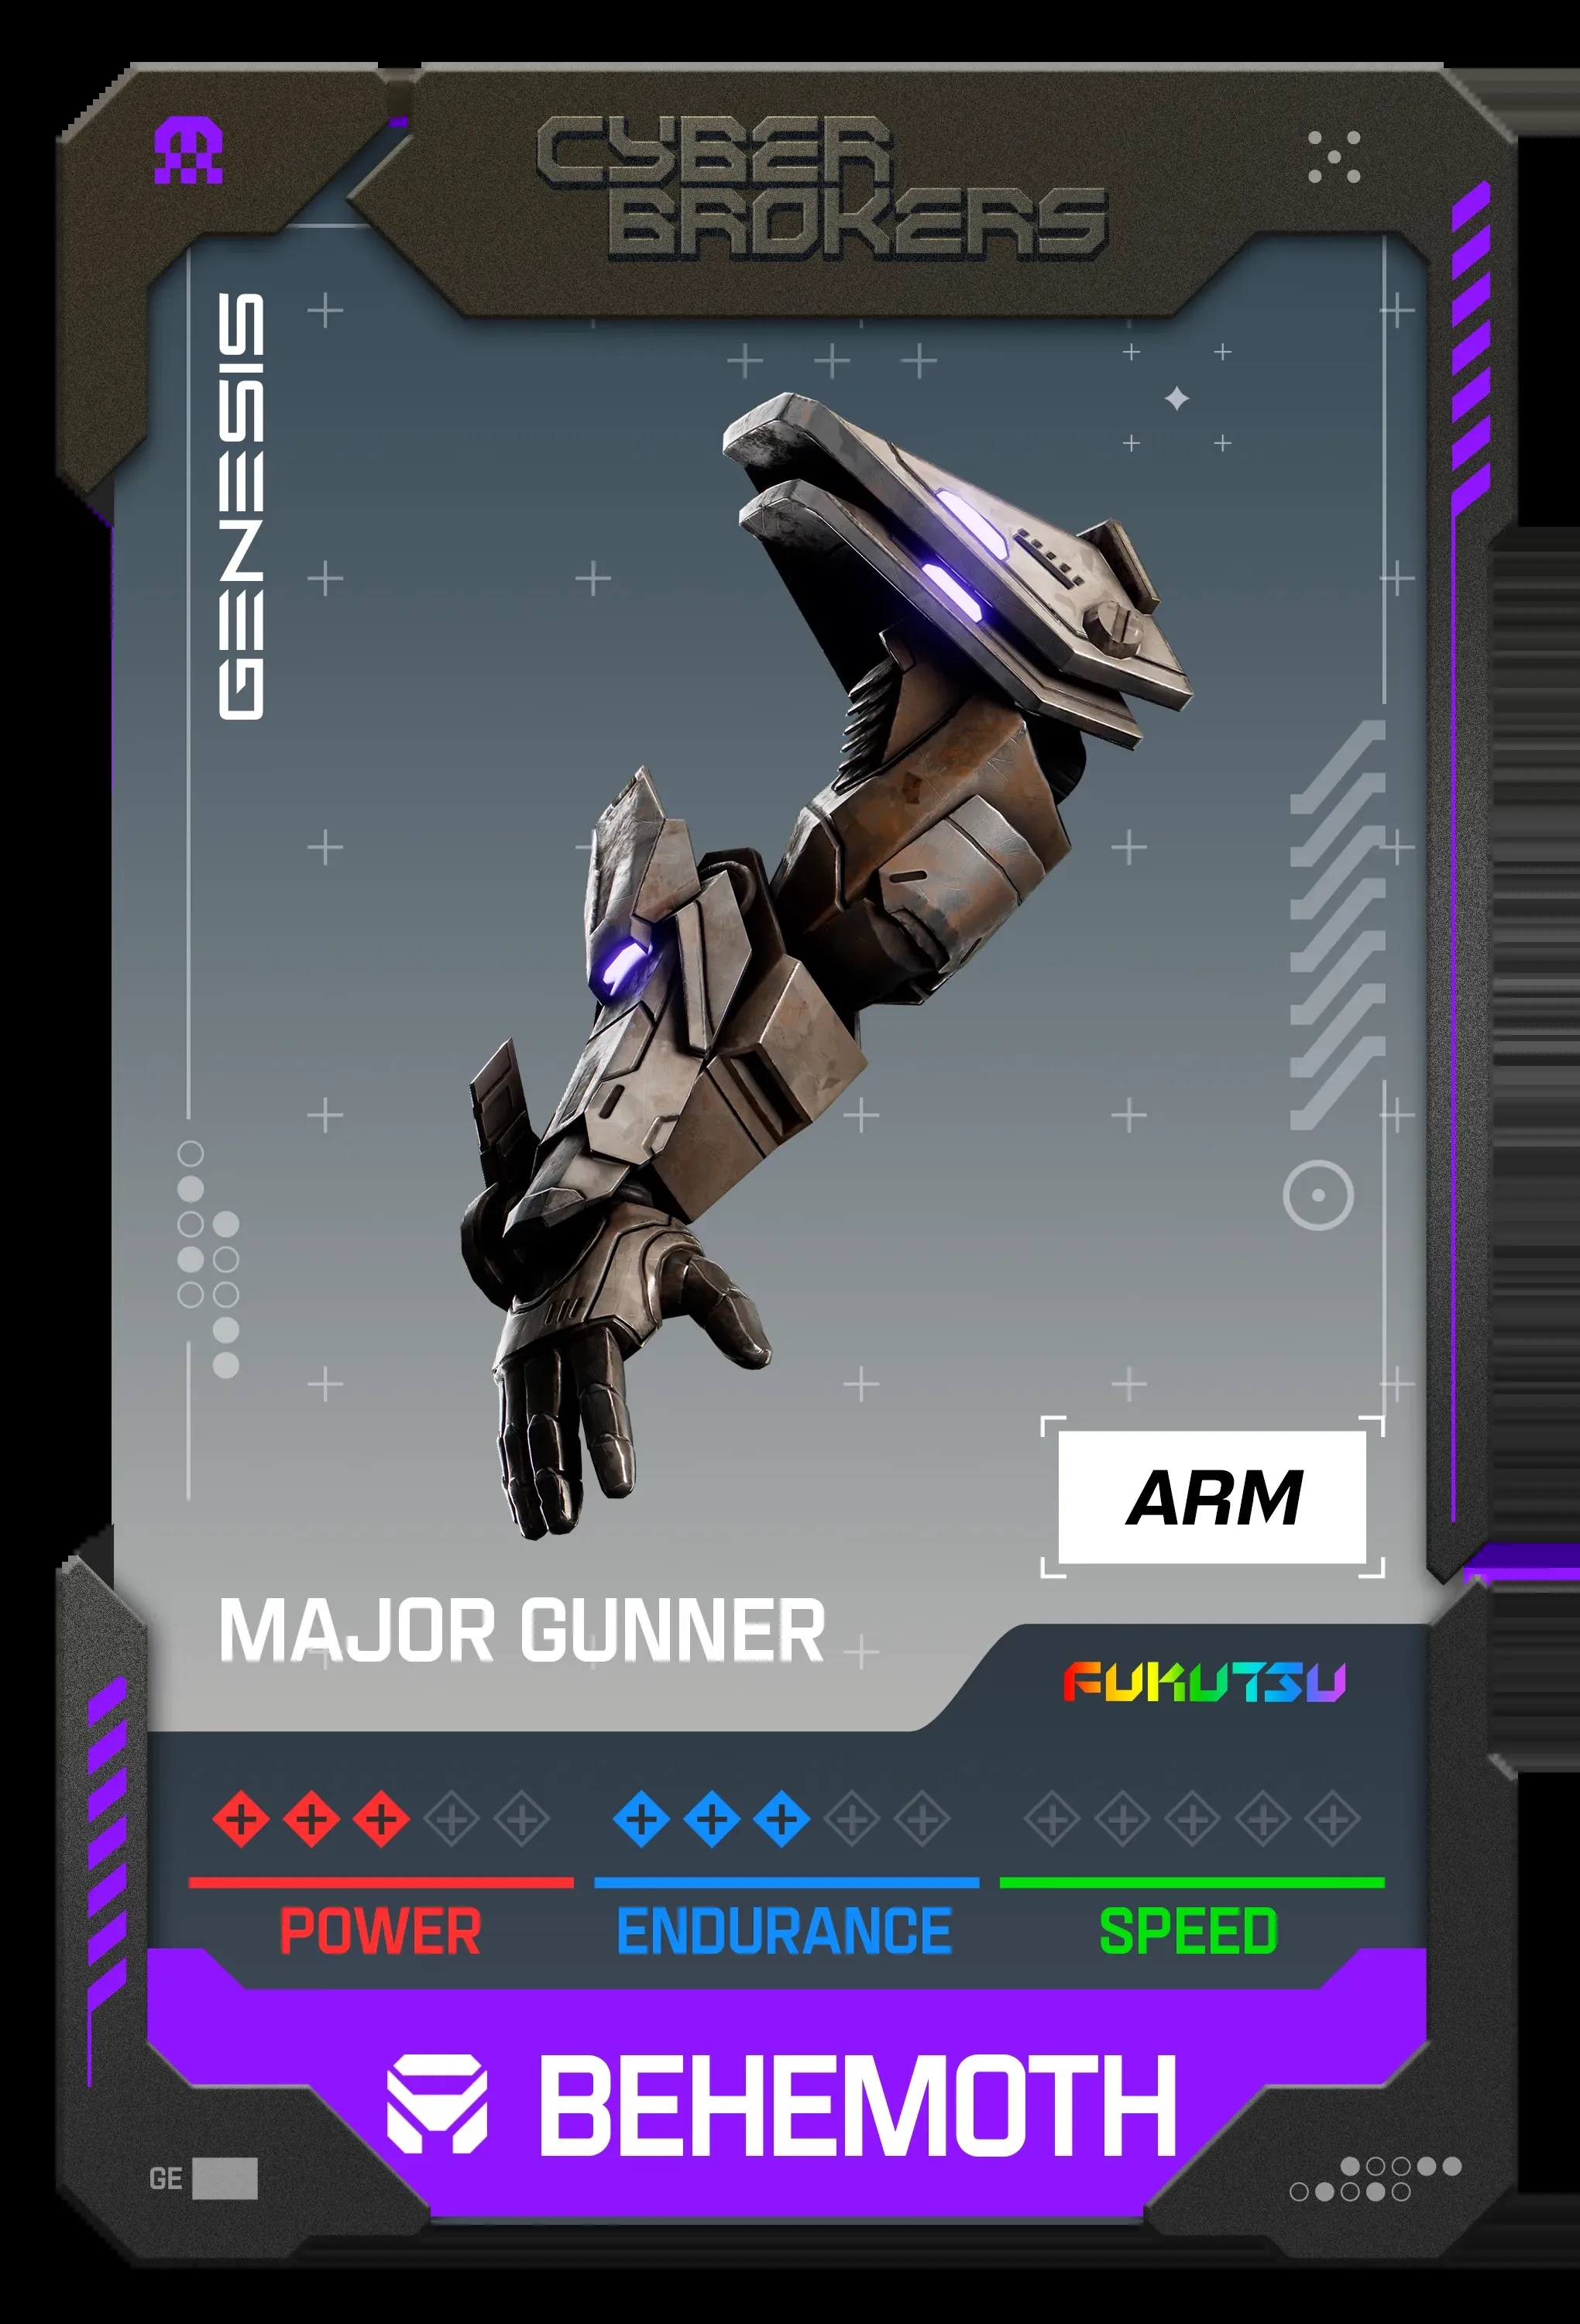 CYBER
BROKERS
GENESIS
ARM
MAJOR GUNNER
FUKUTSU
POWER
ENDURANCE
SPEED
BEHEMOTH
GE